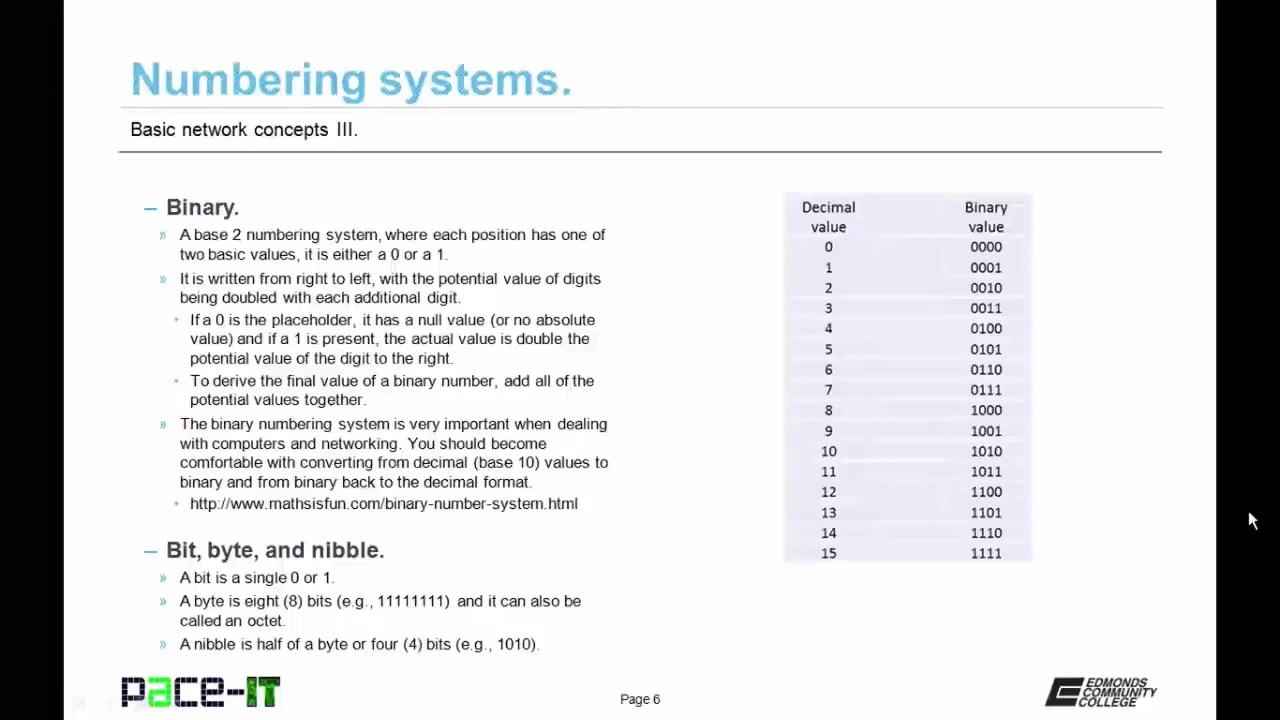 Numbering systems.
Basic network concepts III.
– Binary.
» A base 2 numbering system, where each position has one of
two basic values, it is either a 0 or a 1.
» It is written from right to left, with the potential value of digits
being doubled with each additional digit.
• If a 0 is the placeholder, it has a null value (or no absolute
value) and if a 1 is present, the actual value is double the
potential value of the digit to the right.
• To derive the final value of a binary number, add all of the
potential values together.
» The binary numbering system is very important when dealing
with computers and networking. You should become
comfortable with converting from decimal (base 10) values to
binary and from binary back to the decimal format.
• http://www.mathsisfun.com/binary-number-system.html
– Bit, byte, and nibble.
» A bit is a single 0 or 1.
» A byte is eight (8) bits (e.g., 11111111) and it can also be
called an octet.
» A nibble is half of a byte or four (4) bits (e.g., 1010).
Decimal Binary
value value
0 0000
1 0001
2 0010
3 0011
4 0100
5 0101
6 0110
7 0111
8 1000
9 1001
10 1010
11 1011
12 1100
13 1101
14 1110
15 1111
pace-IT
Page 6
EDMONDS
COMMUNITY
COLLEGE